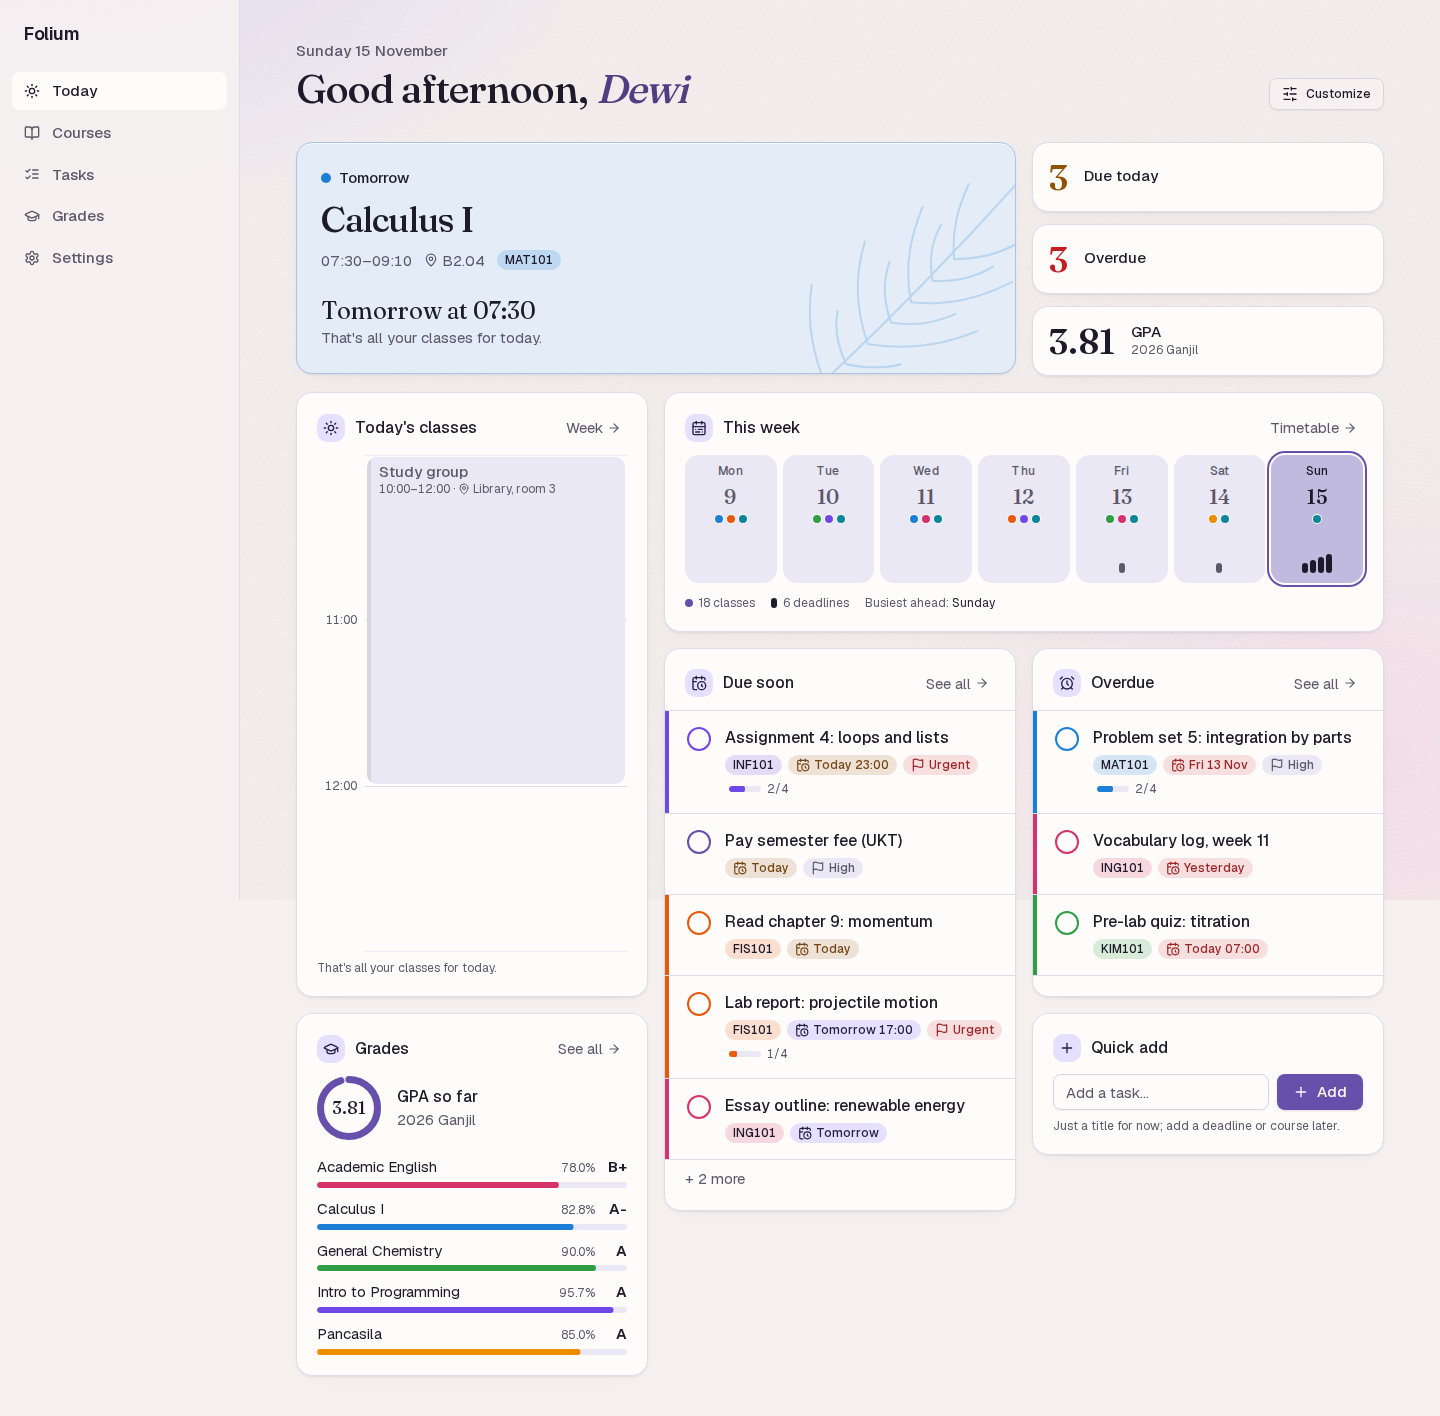 Folium
Today
Courses
Tasks
Grades
Settings
Sunday 15 November
Good afternoon, Dewi
Customize
Tomorrow
Calculus I
07:30–09:10 B2.04 MAT101
Tomorrow at 07:30
That's all your classes for today.
3 Due today
3 Overdue
3.81 GPA
2026 Ganjil
Today's classes Week →
Study group
10:00–12:00 · Library, room 3
11:00
12:00
That's all your classes for today.
This week Timetable →
Mon Tue Wed Thu Fri Sat Sun
9 10 11 12 13 14 15
18 classes 6 deadlines Busiest ahead: Sunday
Due soon See all →
Assignment 4: loops and lists
INF101 Today 23:00 Urgent
2/4
Pay semester fee (UKT)
Today High
Read chapter 9: momentum
FIS101 Today
Lab report: projectile motion
FIS101 Tomorrow 17:00 Urgent
1/4
Essay outline: renewable energy
ING101 Tomorrow
+ 2 more
Overdue See all →
Problem set 5: integration by parts
MAT101 Fri 13 Nov High
2/4
Vocabulary log, week 11
ING101 Yesterday
Pre-lab quiz: titration
KIM101 Today 07:00
Grades See all →
3.81 GPA so far
2026 Ganjil
Academic English 78.0% B+
Calculus I 82.8% A-
General Chemistry 90.0% A
Intro to Programming 95.7% A
Pancasila 85.0% A
Quick add
Add a task... + Add
Just a title for now; add a deadline or course later.